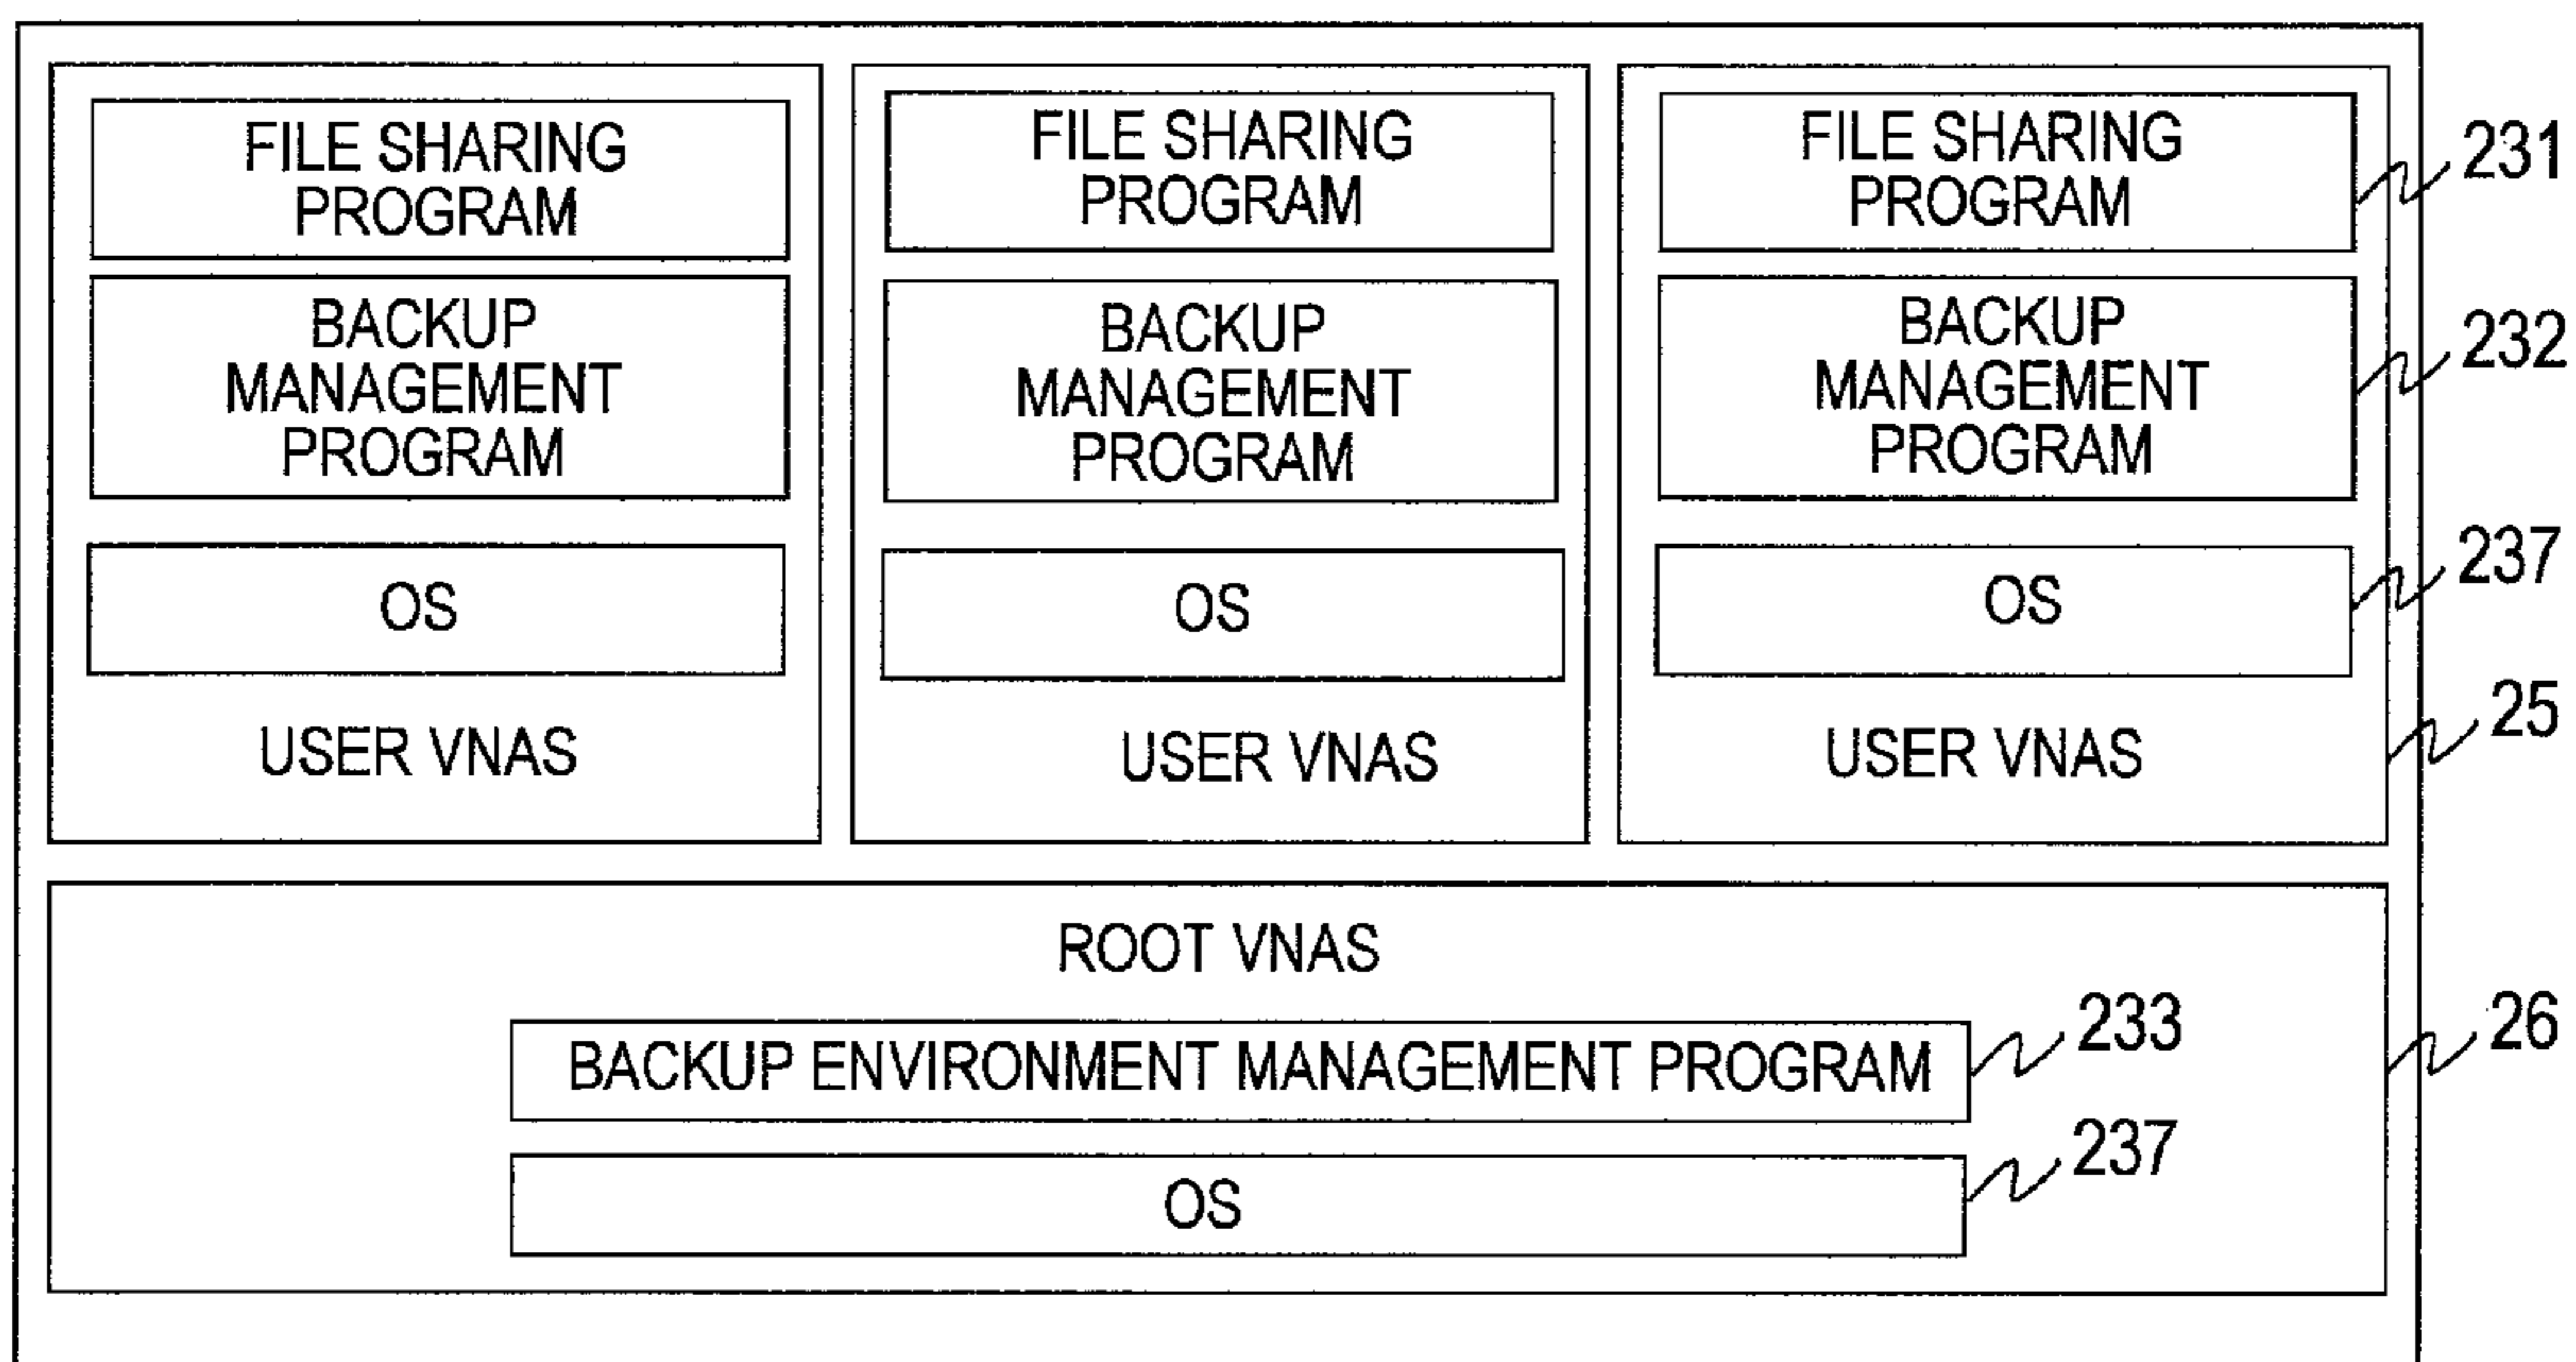 FILE SHARING
PROGRAM
BACKUP
MANAGEMENT
PROGRAM
OS
USER VNAS
FILE SHARING
PROGRAM
BACKUP
MANAGEMENT
PROGRAM
OS
USER VNAS
FILE SHARING
PROGRAM
BACKUP
MANAGEMENT
PROGRAM
OS
USER VNAS
231
232
237
25
ROOT VNAS
BACKUP ENVIRONMENT MANAGEMENT PROGRAM
233
OS
237
26